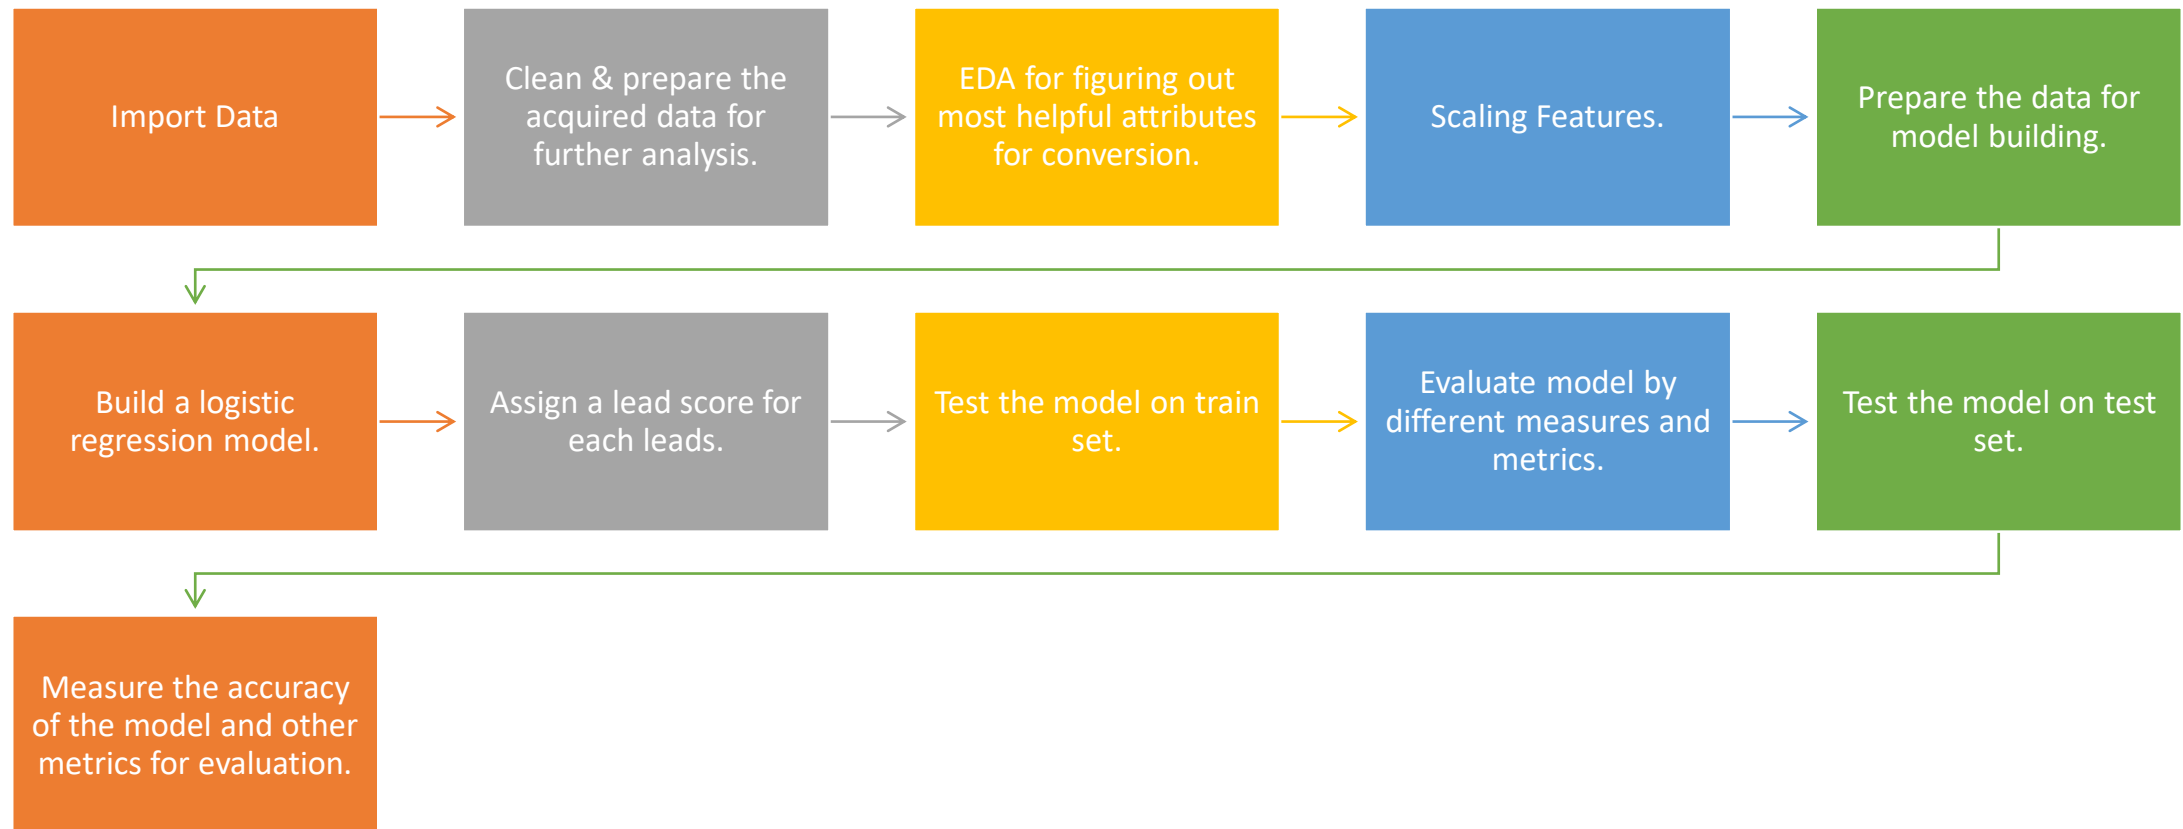 Import Data
Clean & prepare the
acquired data for
further analysis.
EDA for figuring out
most helpful attributes
for conversion.
Scaling Features.
Prepare the data for
model building.
Build a logistic
regression model.
Assign a lead score for
each leads.
Test the model on train
set.
Evaluate model by
different measures and
metrics.
Test the model on test
set.
Measure the accuracy
of the model and other
metrics for evaluation.